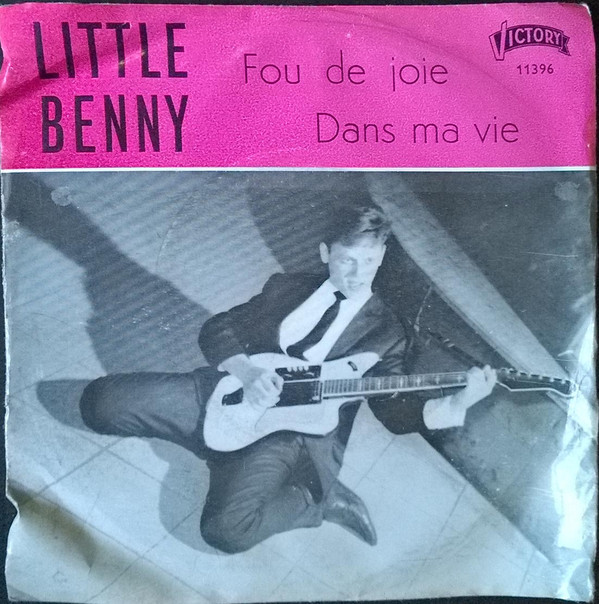 LITTLE
BENNY
Fou de joie
Dans ma vie
VICTORY
11396